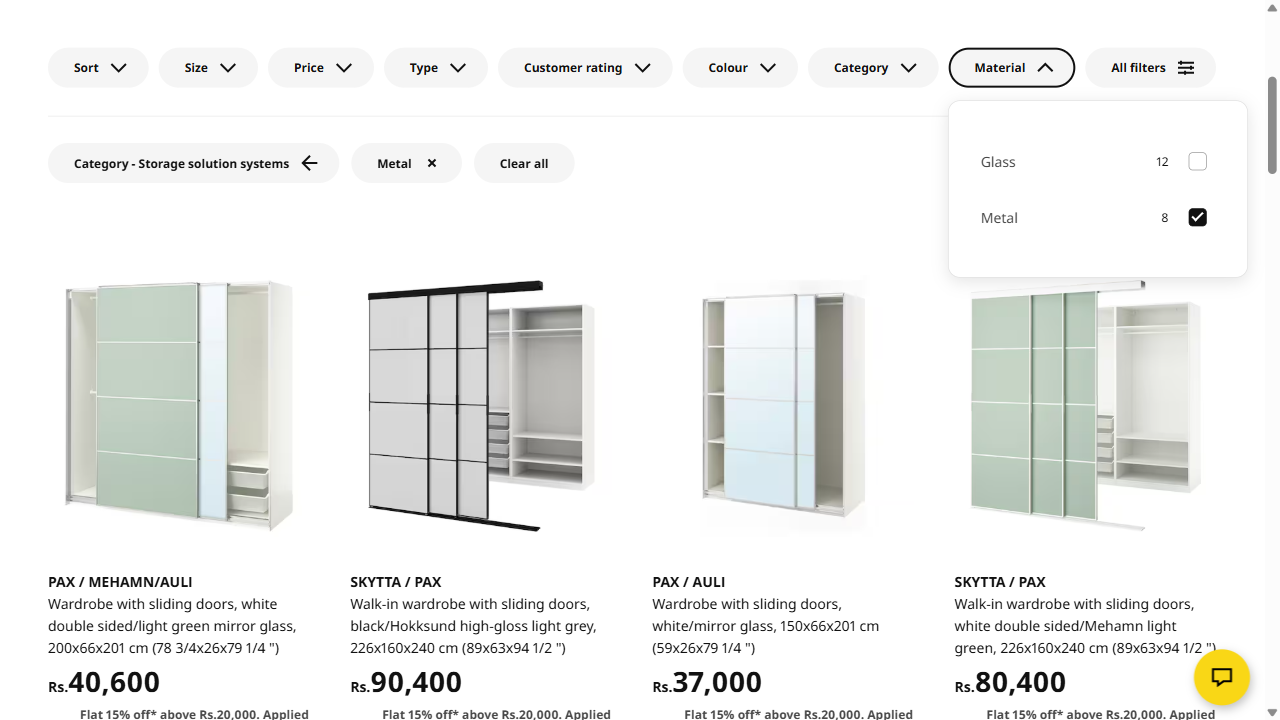 Sort
Size
Price
Type
Customer rating
Colour
Category
Material
All filters
Glass 12
Metal 8
Category - Storage solution systems
Metal
Clear all
PAX / MEHAMN/AULI
Wardrobe with sliding doors, white
double sided/light green mirror glass,
200x66x201 cm (78 3/4x26x79 1/4 ")
Rs.40,600
Flat 15% off* above Rs.20,000. Applied
SKYTTA / PAX
Walk-in wardrobe with sliding doors,
black/Hokksund high-gloss light grey,
226x160x240 cm (89x63x94 1/2 ")
Rs.90,400
Flat 15% off* above Rs.20,000. Applied
PAX / AULI
Wardrobe with sliding doors,
white/mirror glass, 150x66x201 cm
(59x26x79 1/4 ")
Rs.37,000
Flat 15% off* above Rs.20,000. Applied
SKYTTA / PAX
Walk-in wardrobe with sliding doors,
white double sided/Mehamn light
green, 226x160x240 cm (89x63x94 1/2 ")
Rs.80,400
Flat 15% off* above Rs.20,000. Applied